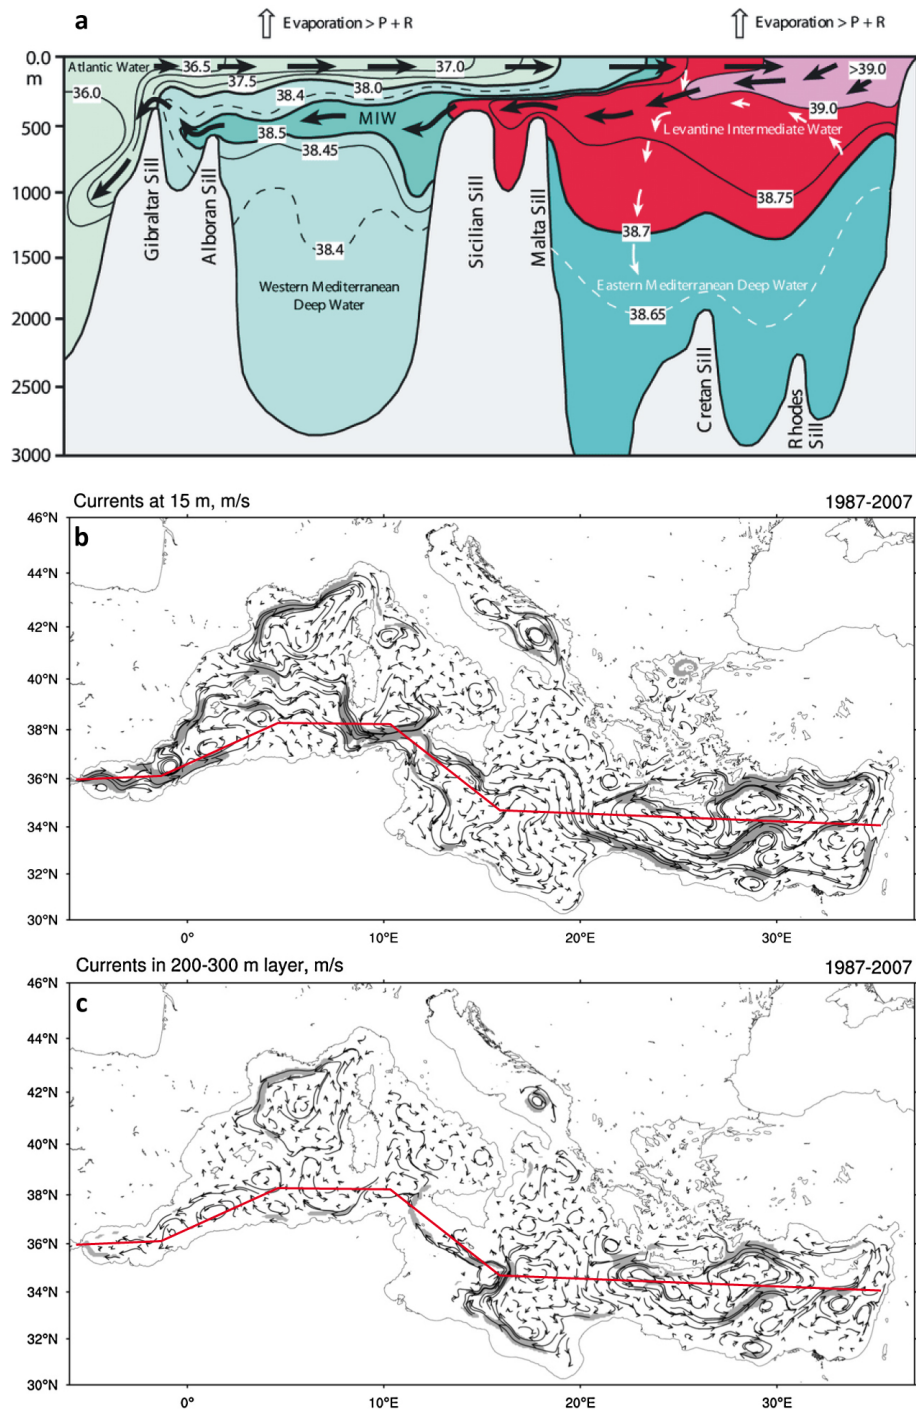 a
Evaporation > P + R
Evaporation > P + R
0.0
m
500
1000
1500
2000
2500
3000
Atlantic Water
36.5
37.0
>39.0
36.0
37.5
38.4
38.0
39.0
MIW
38.5
38.45
Levantine Intermediate Water
38.75
38.7
38.4
Gibraltar Sill
Alboran Sill
Sicilian Sill
Malta Sill
Western Mediterranean
Deep Water
Eastern Mediterranean Deep Water
38.65
Cretan Sill
Rhodes
Sill
Currents at 15 m, m/s
1987-2007
b
46°N
44°N
42°N
40°N
38°N
36°N
34°N
32°N
30°N
0°
10°E
20°E
30°E
Currents in 200-300 m layer, m/s
1987-2007
c
46°N
44°N
42°N
40°N
38°N
36°N
34°N
32°N
30°N
0°
10°E
20°E
30°E